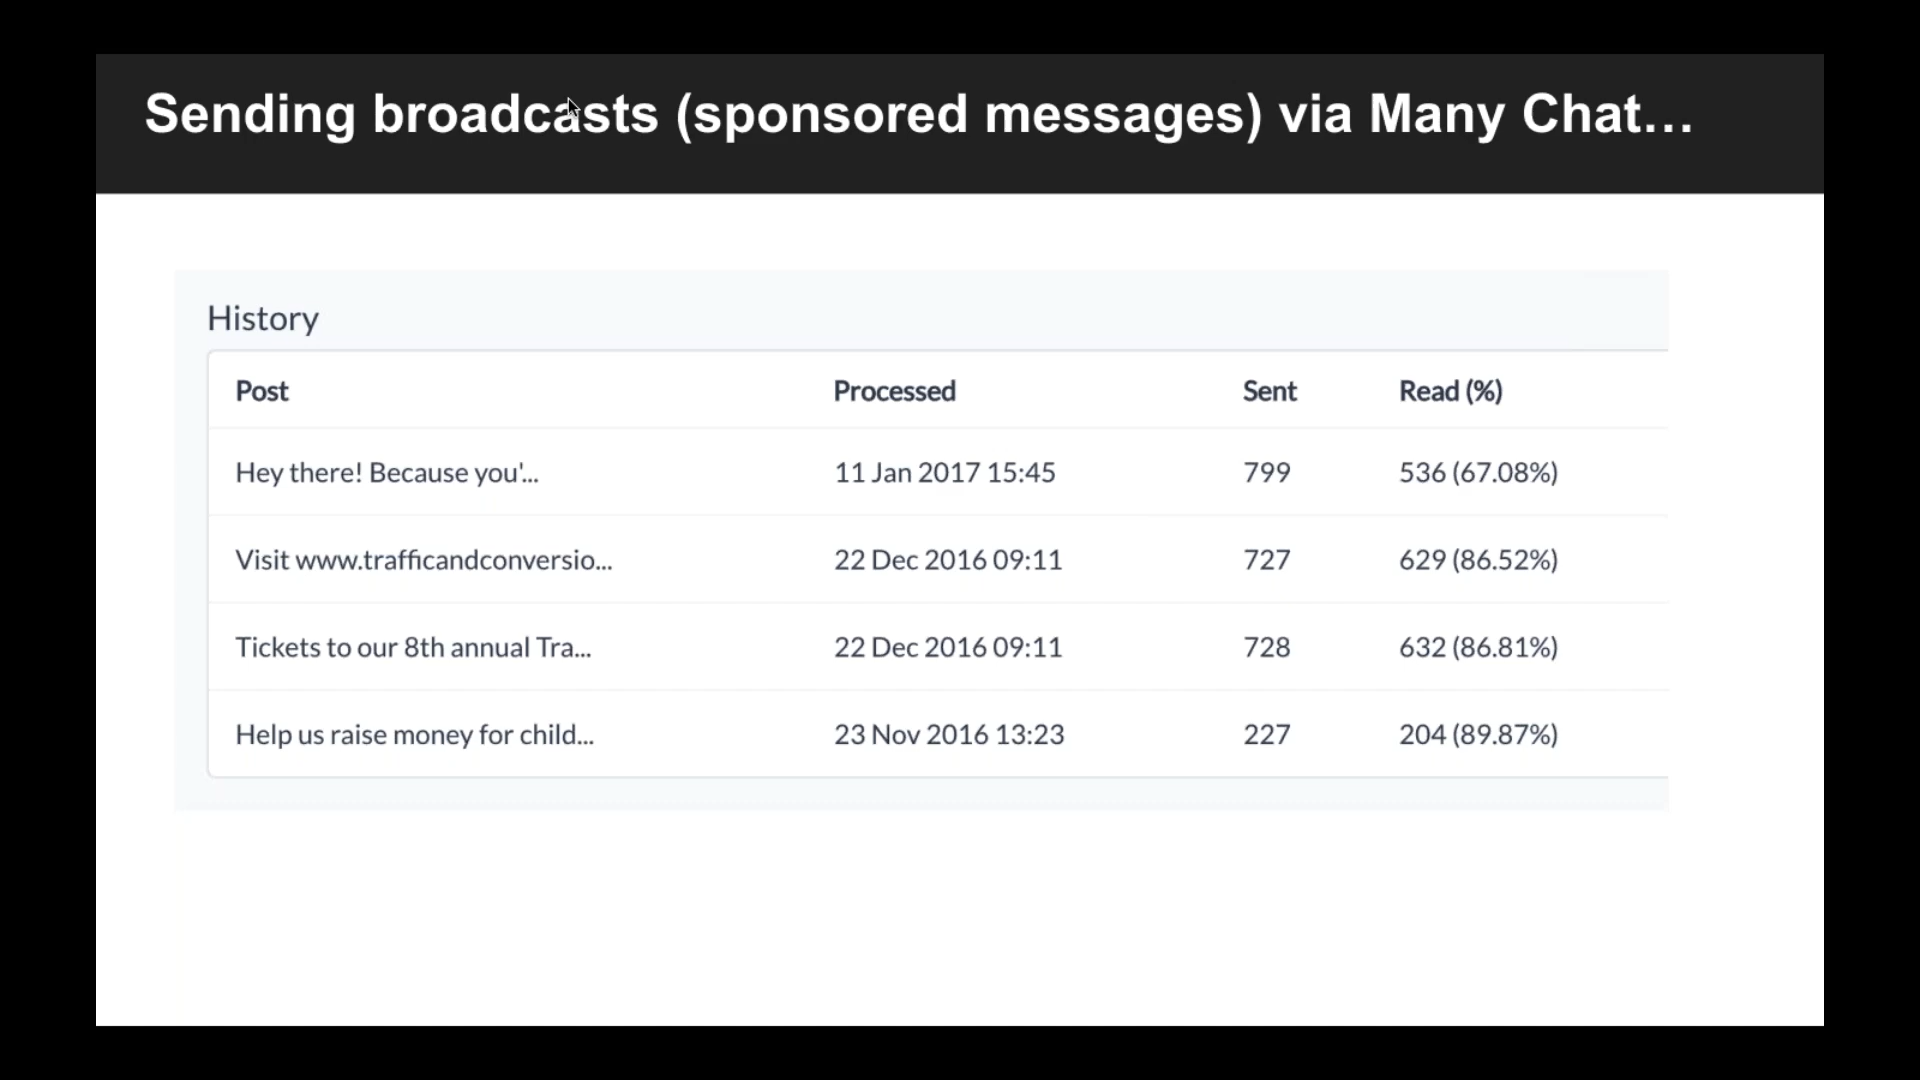 Sending broadcasts (sponsored messages) via Many Chat…
History
Post Processed Sent Read (%)
Hey there! Because you'... 11 Jan 2017 15:45 799 536 (67.08%)
Visit www.trafficandconversio... 22 Dec 2016 09:11 727 629 (86.52%)
Tickets to our 8th annual Tra... 22 Dec 2016 09:11 728 632 (86.81%)
Help us raise money for child... 23 Nov 2016 13:23 227 204 (89.87%)